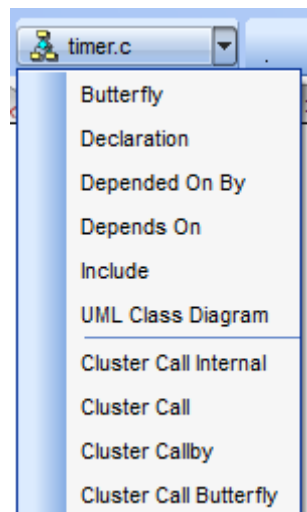 timer.c
Butterfly
Declaration
Depended On By
Depends On
Include
UML Class Diagram
Cluster Call Internal
Cluster Call
Cluster Callby
Cluster Call Butterfly